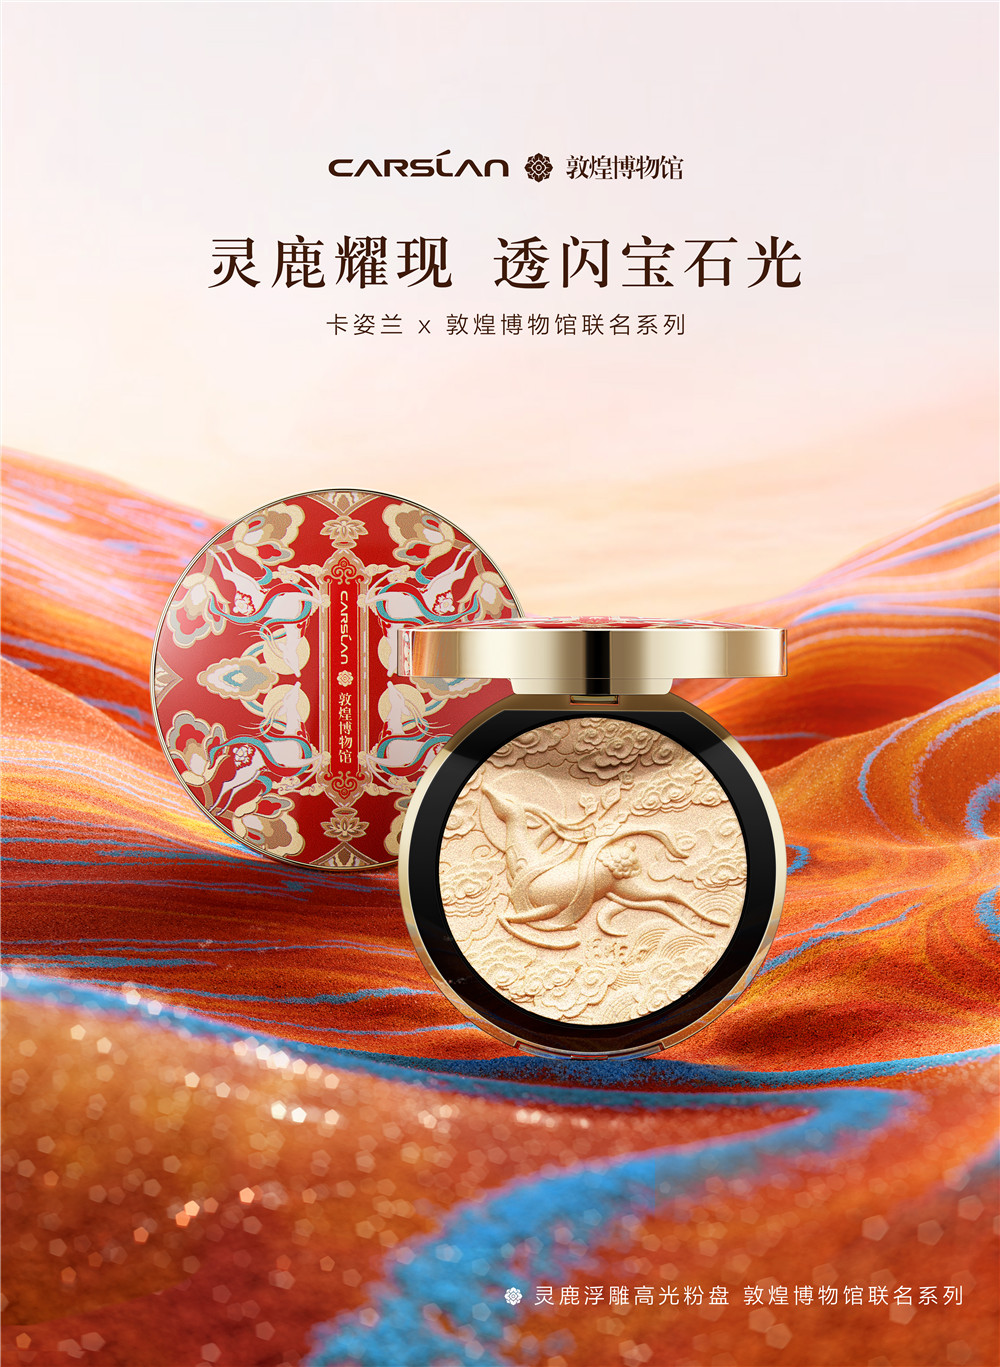 CARSLAN 敦煌博物馆
灵鹿耀现 透闪宝石光
卡姿兰 x 敦煌博物馆联名系列
CARSLAN 敦煌博物馆
灵鹿浮雕高光粉盘 敦煌博物馆联名系列